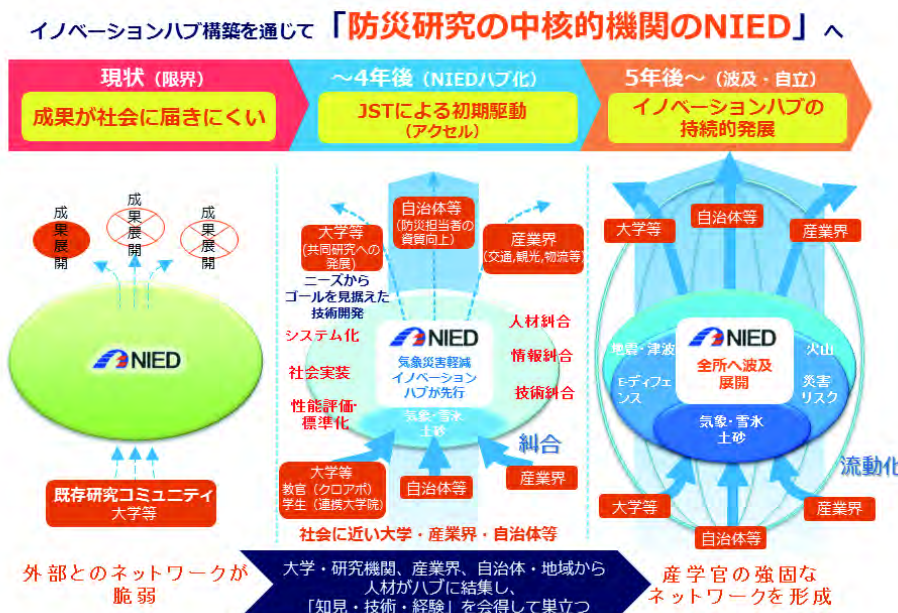 イノベーションハブ構築を通じて「防災研究の中核的機関のNIED」へ
現状（限界）
成果が社会に届きにくい
～4年後（NIEDハブ化）
JSTによる初期駆動
（アクセル）
5年後～（波及・自立）
イノベーションハブの
持続的発展
成果展開
成果展開
成果展開
NIED
既存研究コミュニティ
大学等
外部とのネットワークが
脆弱
大学等
(共同研究への
発展)
自治体等
(防災担当者の
資質向上)
産業界
(交通,観光,物流等)
ニーズから
ゴールを見据えた
技術開発
システム化
社会実装
性能評価・
標準化
NIED
気象災害軽減
イノベーション
ハブが先行
人材糾合
情報糾合
技術糾合
気象・雪氷
土砂
糾合
大学等
教官（クロアポ）
学生（連携大学院）
自治体等
産業界
社会に近い大学・産業界・自治体等
大学・研究機関、産業界、自治体・地域から
人材がハブに結集し、
「知見・技術・経験」を会得して巣立つ
大学等
自治体等
産業界
NIED
全所へ波及
展開
地震・津波
火山
E-ディフェ
ンス
災害
リスク
気象・雪氷
土砂
流動化
大学等
自治体等
産業界
産学官の強固な
ネットワークを形成